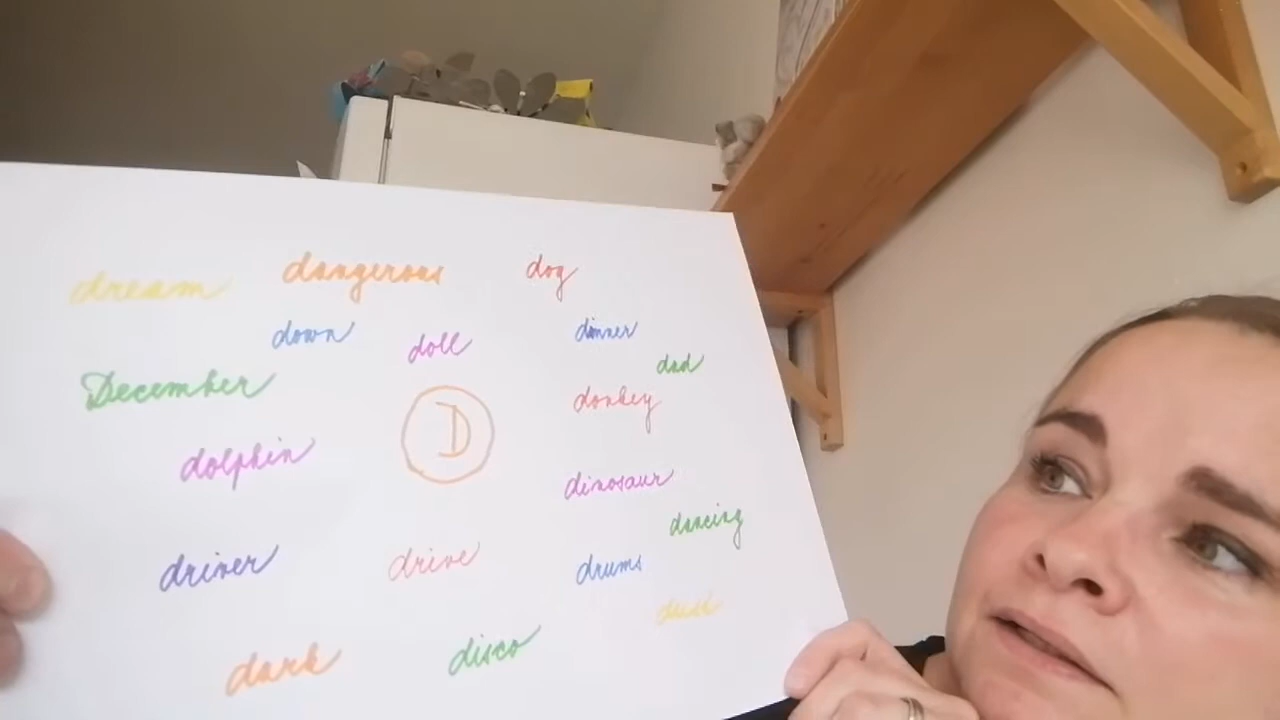 dream dangerous dog
down doll dinner
dad
December donkey
D
dolphin
dinosaur
dancing
driver drive drums
dark disco